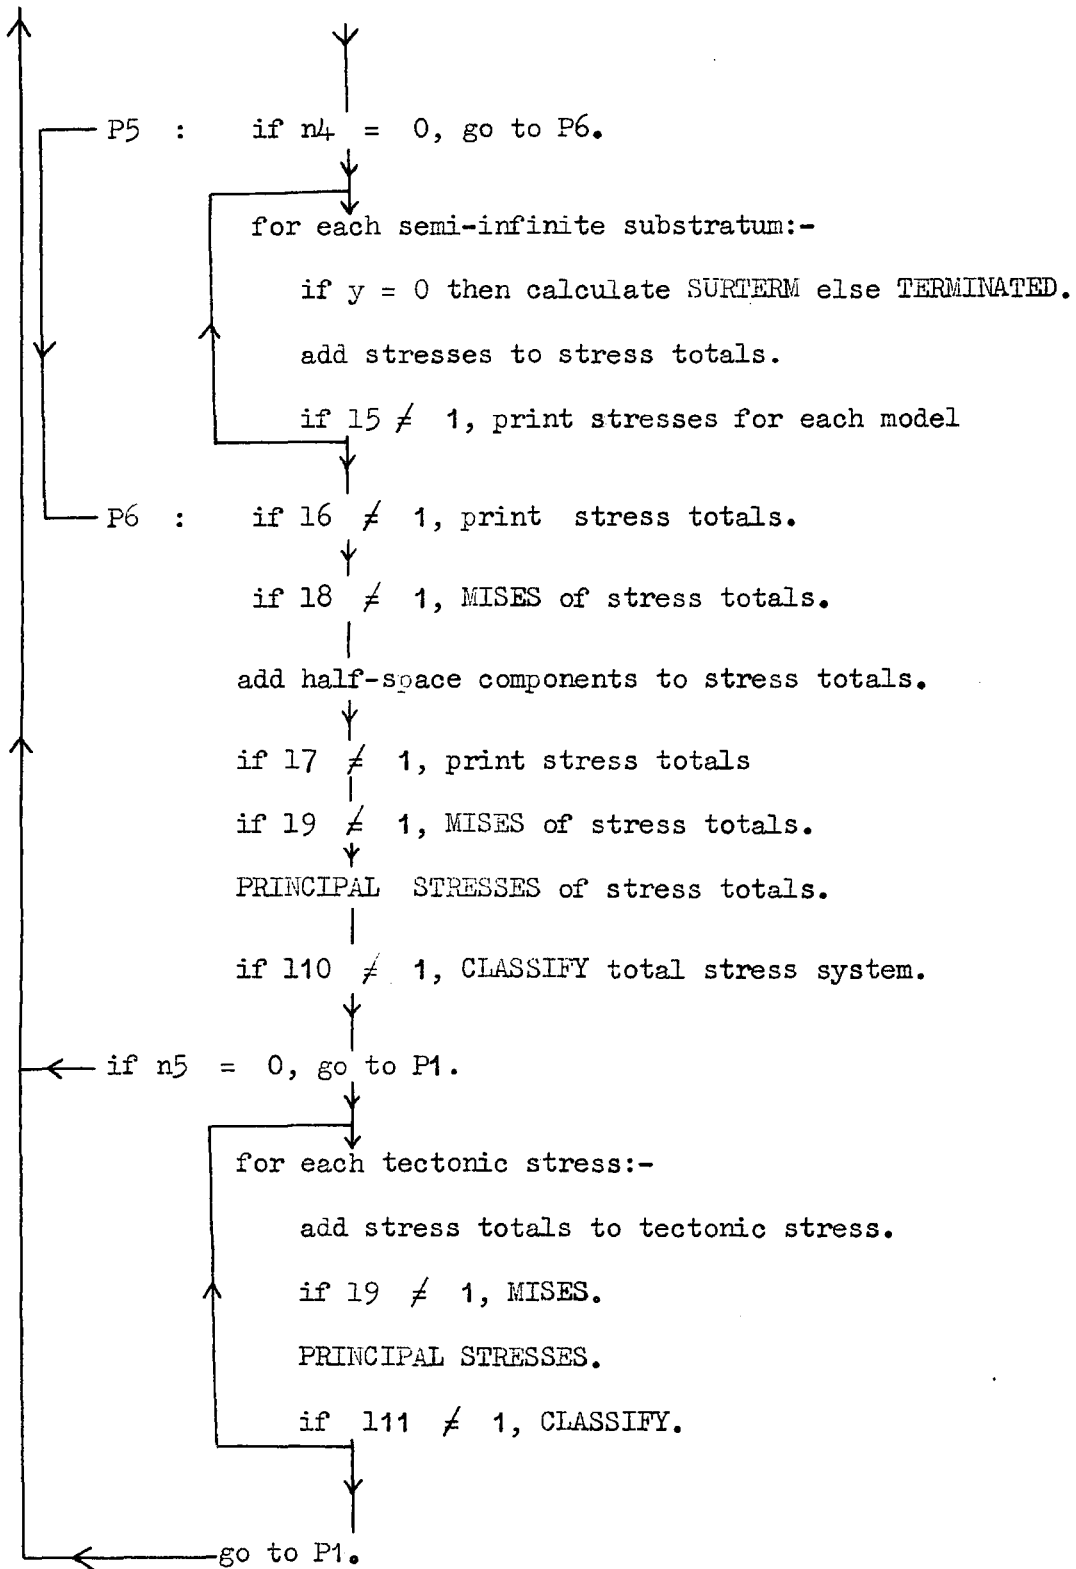 P5 : if n4 = 0, go to P6.
for each semi-infinite substratum:-
if y = 0 then calculate SURTERM else TERMINATED.
add stresses to stress totals.
if l5 ≠ 1, print stresses for each model
P6 : if l6 ≠ 1, print stress totals.
if l8 ≠ 1, MISES of stress totals.
add half-space components to stress totals.
if l7 ≠ 1, print stress totals
if l9 ≠ 1, MISES of stress totals.
PRINCIPAL STRESSES of stress totals.
if l10 ≠ 1, CLASSIFY total stress system.
if n5 = 0, go to P1.
for each tectonic stress:-
add stress totals to tectonic stress.
if l9 ≠ 1, MISES.
PRINCIPAL STRESSES.
if l11 ≠ 1, CLASSIFY.
go to P1.